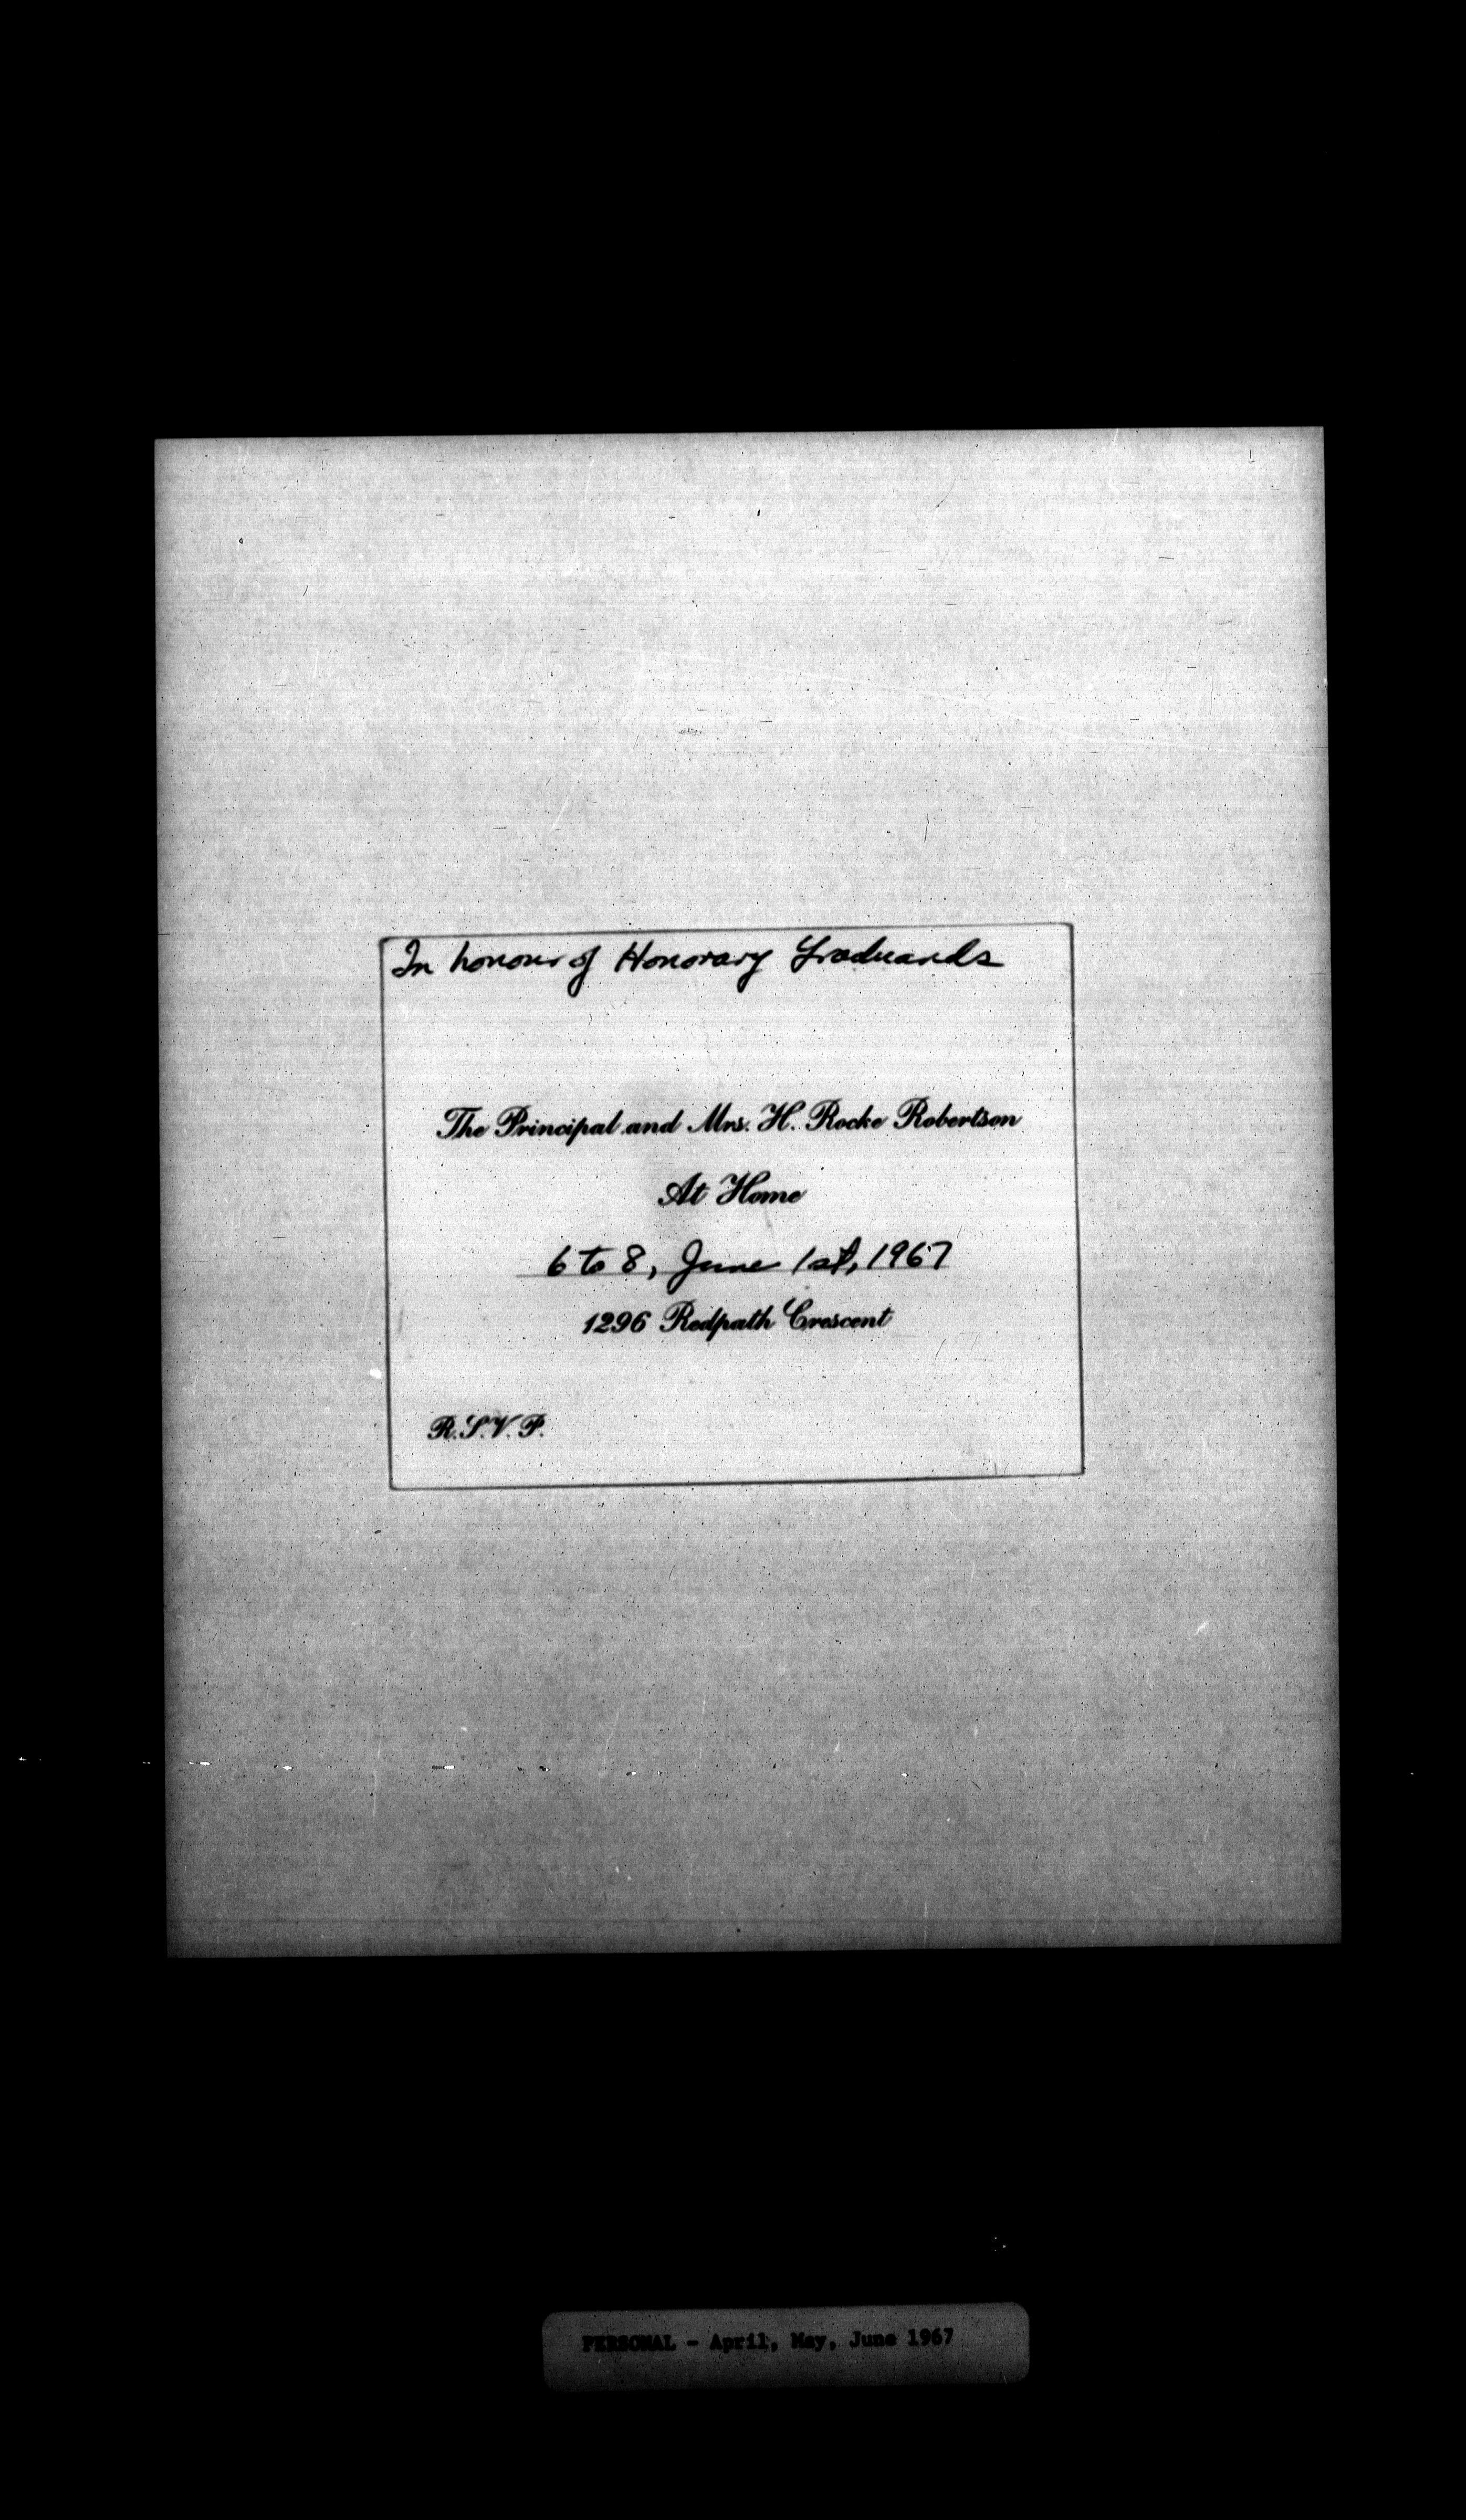 In honour of Honorary Graduands
The Principal and Mrs. H. Rocke Robertson
At Home
6 to 8, June 1st, 1967
1296 Redpath Crescent
R.S.V.P.
PERSONAL - April, May, June 1967